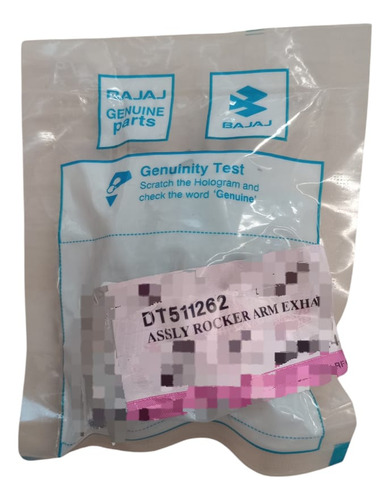 BAJAJ
GENUINE
parts
BAJAJ
Genuinity Test
Scratch the Hologram and
check the word 'Genuine'
DT511262
ASSLY ROCKER ARM EXHA